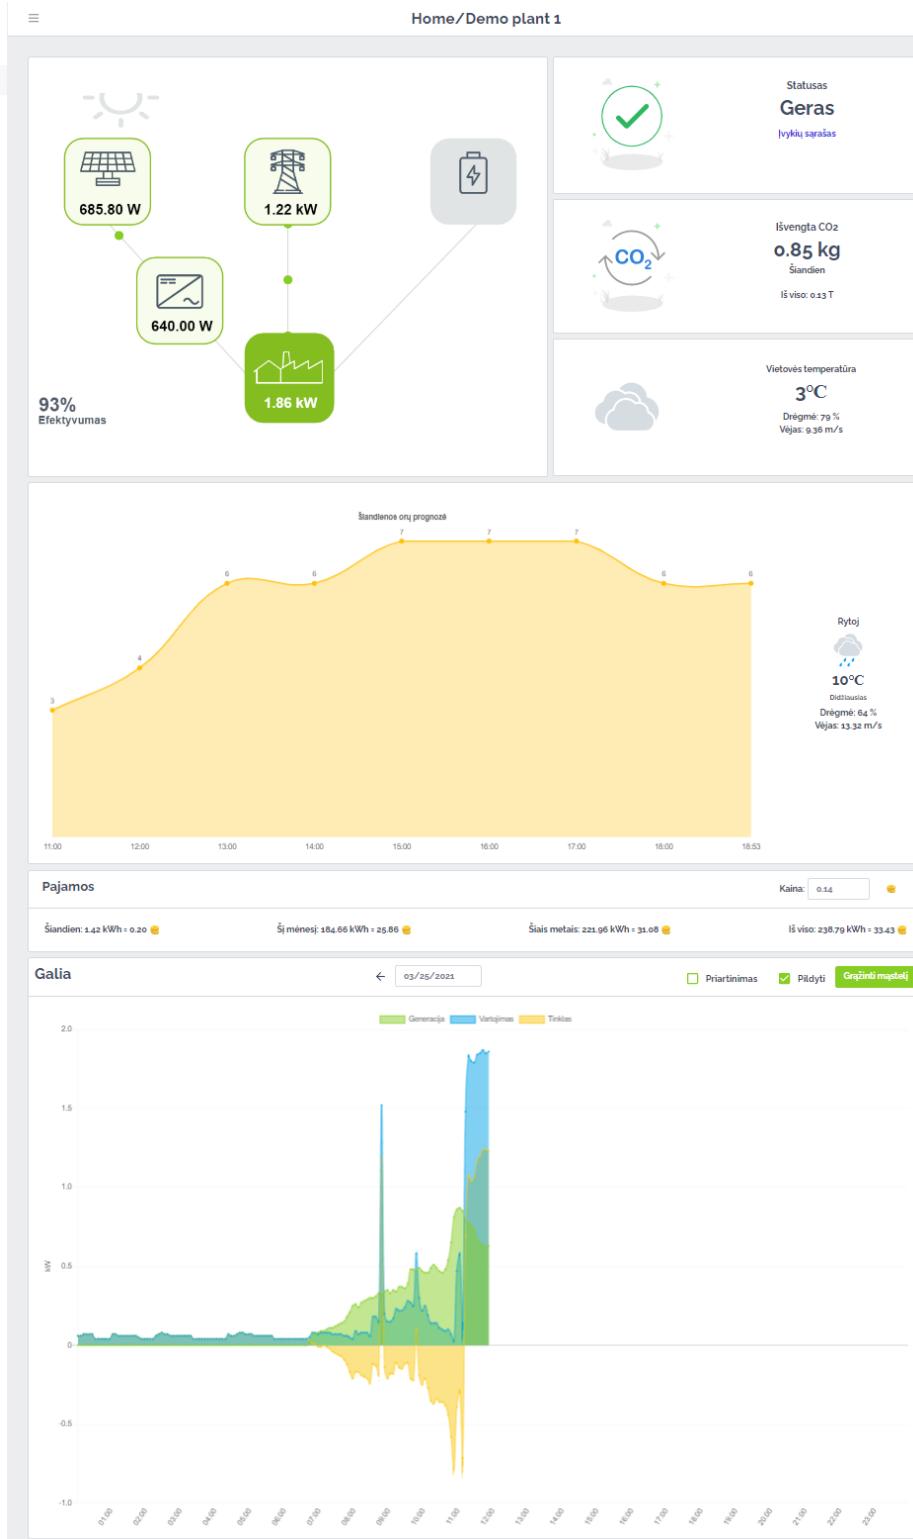 Home/Demo plant 1
685.80 W
1.22 kW
640.00 W
1.86 kW
93%
Efektyvumas
Statusas
Geras
Įvykių sąrašas
CO2
Išvengta CO2
0.85 kg
Šiandien
Iš viso: 0.13 T
Vietovės temperatūra
3°C
Drėgmė: 79 %
Vėjas: 9.36 m/s
Šiandienos orų prognozė
3
4
6
6
7
7
7
6
6
11:00 12:00 13:00 14:00 15:00 16:00 17:00 18:00 18:53
Rytoj
10°C
Didžiausias
Drėgmė: 64 %
Vėjas: 13.32 m/s
Pajamos
Kaina: 0.14
Šiandien: 1.42 kWh = 0.20
Šį mėnesį: 184.66 kWh = 25.86
Šiais metais: 221.96 kWh = 31.08
Iš viso: 238.79 kWh = 33.43
Galia
03/25/2021
Priartinimas
Pildyti
Grąžinti mąstelį
Generacija Vartojimas Tinklas
2.0
1.5
1.0
0.5
0
-0.5
-1.0
kW
01:00 02:00 03:00 04:00 05:00 06:00 07:00 08:00 09:00 10:00 11:00 12:00 13:00 14:00 15:00 16:00 17:00 18:00 19:00 20:00 21:00 22:00 23:00